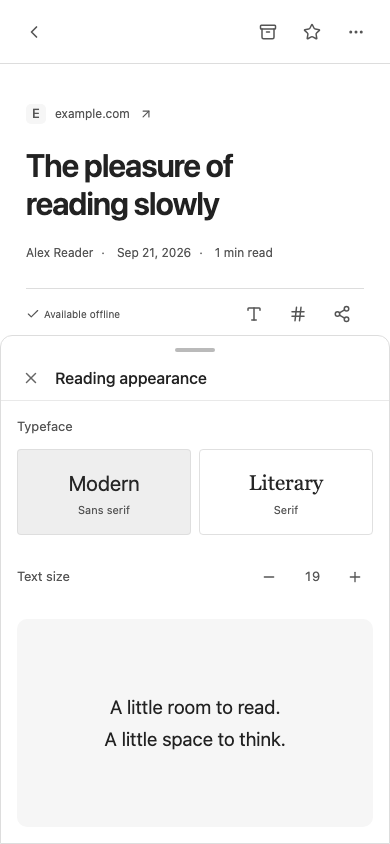 E example.com
The pleasure of
reading slowly
Alex Reader · Sep 21, 2026 · 1 min read
Available offline
Reading appearance
Typeface
Modern
Sans serif
Literary
Serif
Text size
19
A little room to read.
A little space to think.